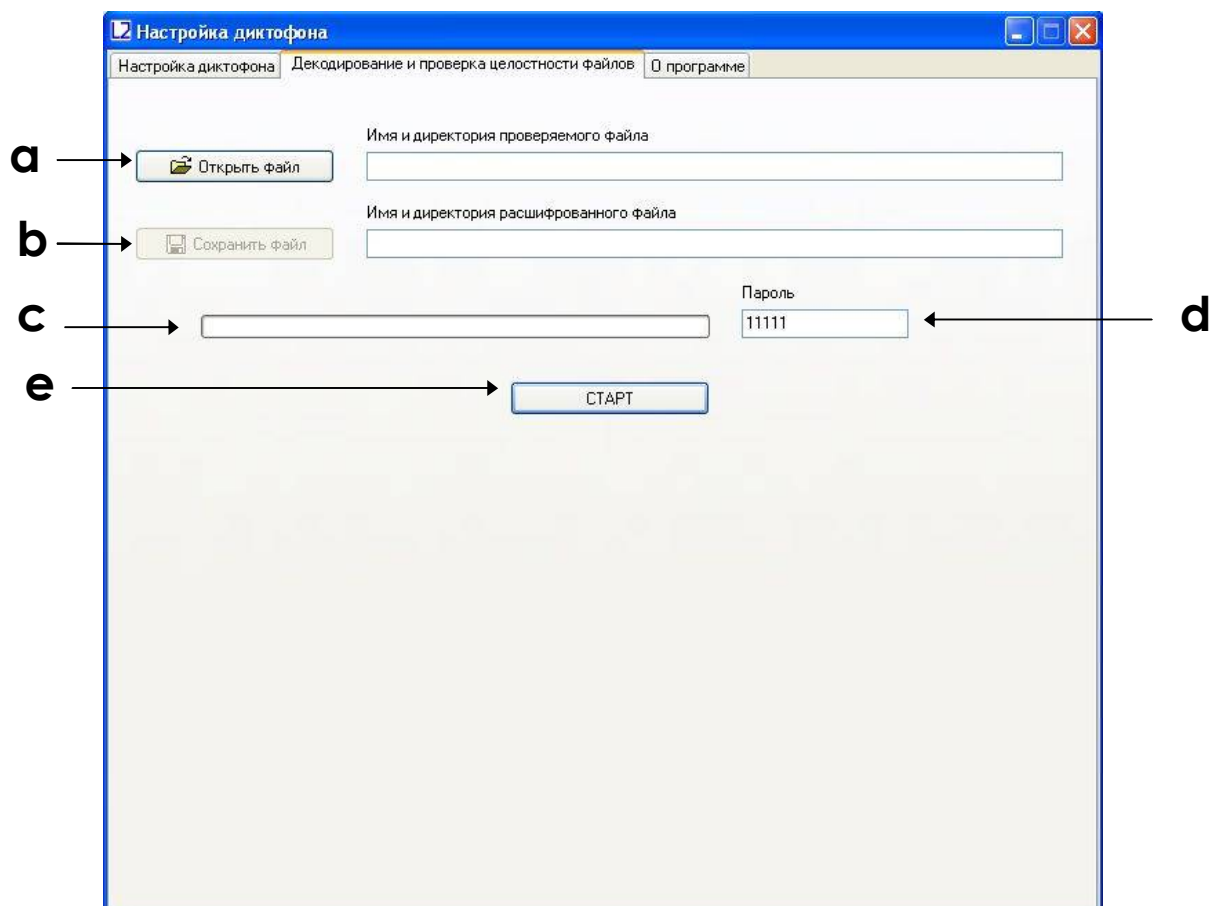 L2 Настройка диктофона
Настройка диктофона Декодирование и проверка целостности файлов О программе
Имя и директория проверяемого файла
a Открыть файл
Имя и директория расшифрованного файла
b Сохранить файл
Пароль
c 11111 d
e СТАРТ